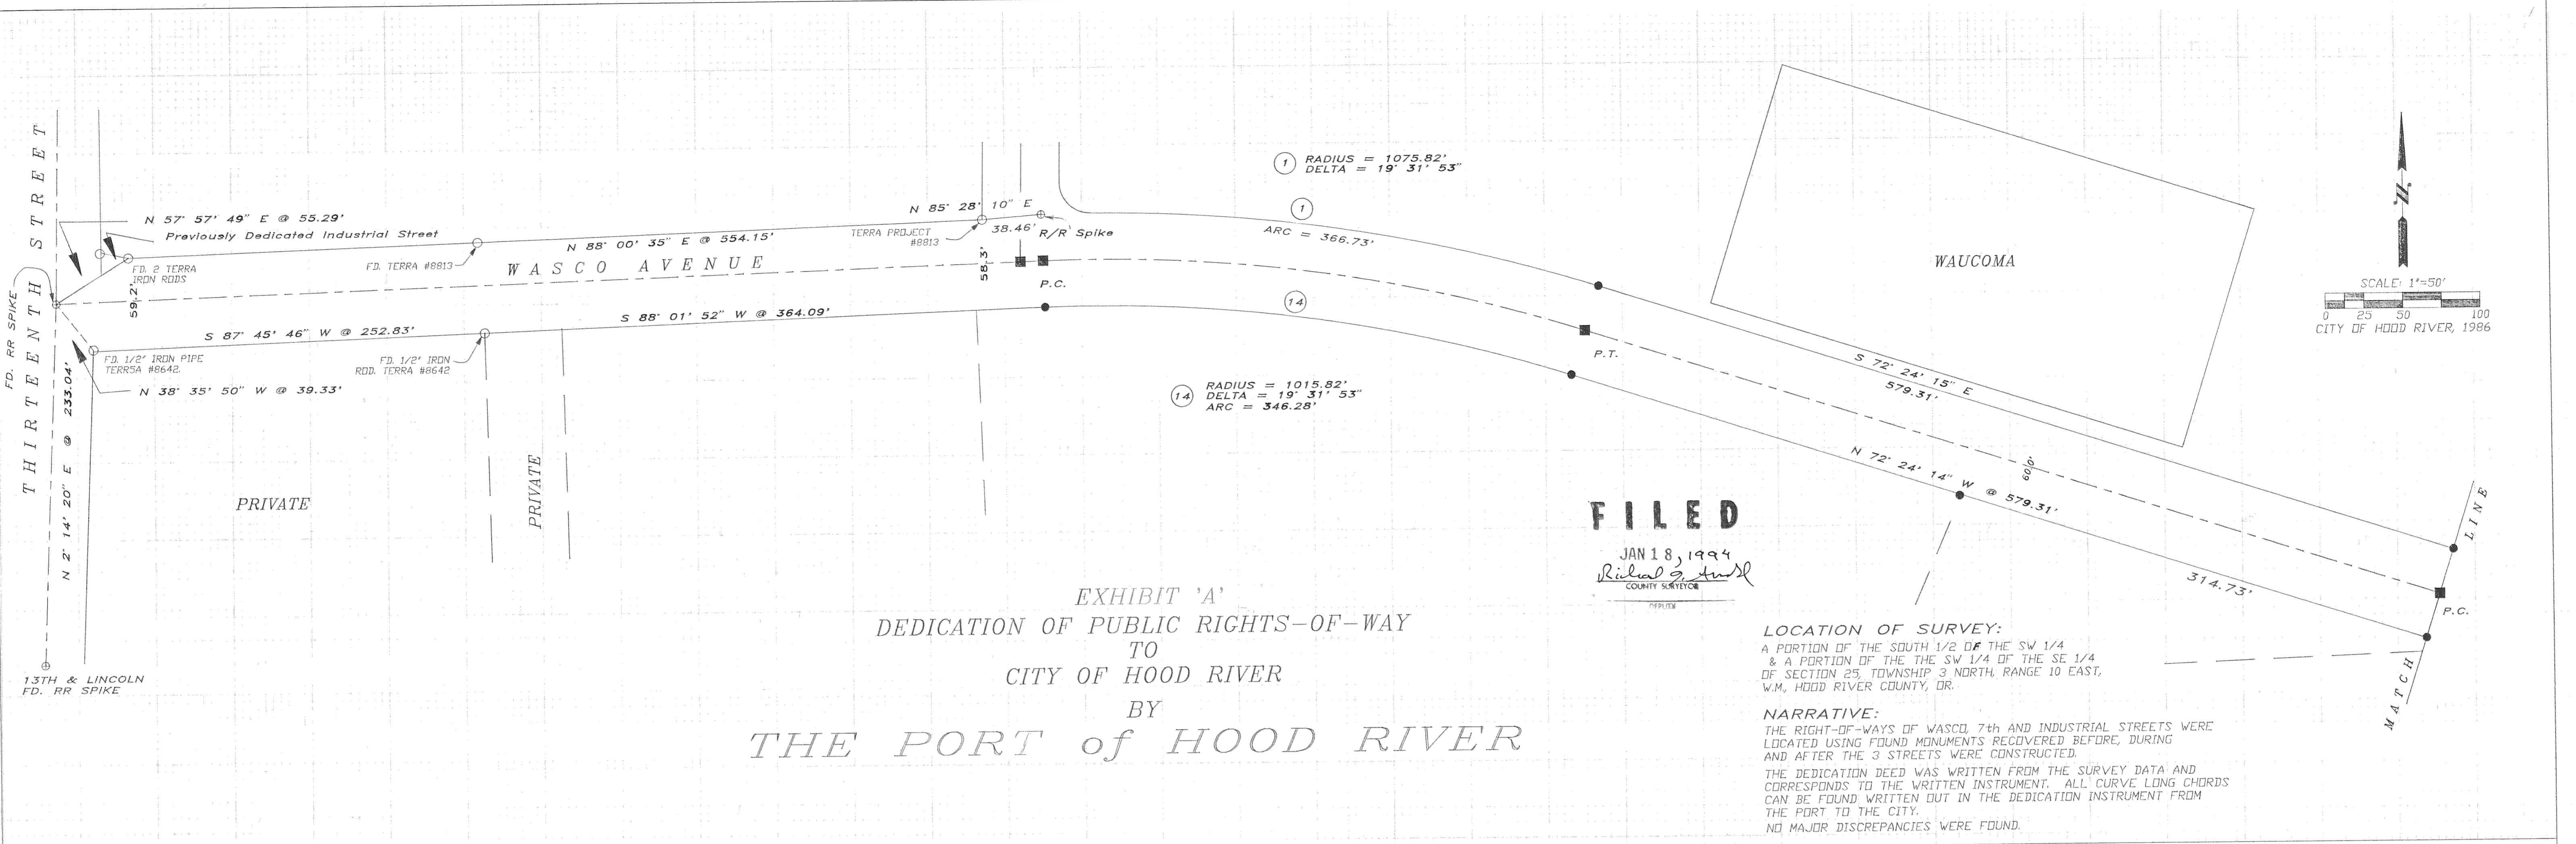 THIRTEENTH STREET
FD. RR SPIKE
N 57° 57' 49" E @ 55.29'
Previously Dedicated Industrial Street
FD. 2 TERRA
IRON RODS
59.2'
FD. TERRA #8813
N 88° 00' 35" E @ 554.15'
WASCO AVENUE
TERRA PROJECT
#8813
N 85° 28' 10" E
38.46'
R/R Spike
58.3'
P.C.
S 87° 45' 46" W @ 252.83'
S 88° 01' 52" W @ 364.09'
FD. 1/2" IRON PIPE
TERR5A #8642.
FD. 1/2" IRON
ROD. TERRA #8642
N 38° 35' 50" W @ 39.33'
N 2° 14' 20" E @ 233.04'
13TH & LINCOLN
FD. RR SPIKE
PRIVATE
PRIVATE
1 RADIUS = 1075.82'
DELTA = 19° 31' 53"
1
ARC = 366.73'
14
14 RADIUS = 1015.82'
DELTA = 19° 31' 53"
ARC = 346.28'
P.T.
WAUCOMA
S 72° 24' 15" E
579.31'
N 72° 24' 14" W @ 579.31'
60.0'
314.73'
P.C.
MATCH LINE
N.
SCALE: 1"=50'
0 25 50 100
CITY OF HOOD RIVER, 1986
FILED
JAN 18, 1994
COUNTY SURVEYOR
EXHIBIT 'A'
DEDICATION OF PUBLIC RIGHTS-OF-WAY
TO
CITY OF HOOD RIVER
BY
THE PORT of HOOD RIVER
LOCATION OF SURVEY:
A PORTION OF THE SOUTH 1/2 OF THE SW 1/4
& A PORTION OF THE THE SW 1/4 OF THE SE 1/4
OF SECTION 25, TOWNSHIP 3 NORTH, RANGE 10 EAST,
W.M., HOOD RIVER COUNTY, OR.
NARRATIVE:
THE RIGHT-OF-WAYS OF WASCO, 7th AND INDUSTRIAL STREETS WERE
LOCATED USING FOUND MONUMENTS RECOVERED BEFORE, DURING
AND AFTER THE 3 STREETS WERE CONSTRUCTED.
THE DEDICATION DEED WAS WRITTEN FROM THE SURVEY DATA AND
CORRESPONDS TO THE WRITTEN INSTRUMENT. ALL CURVE LONG CHORDS
CAN BE FOUND WRITTEN OUT IN THE DEDICATION INSTRUMENT FROM
THE PORT TO THE CITY.
NO MAJOR DISCREPANCIES WERE FOUND.